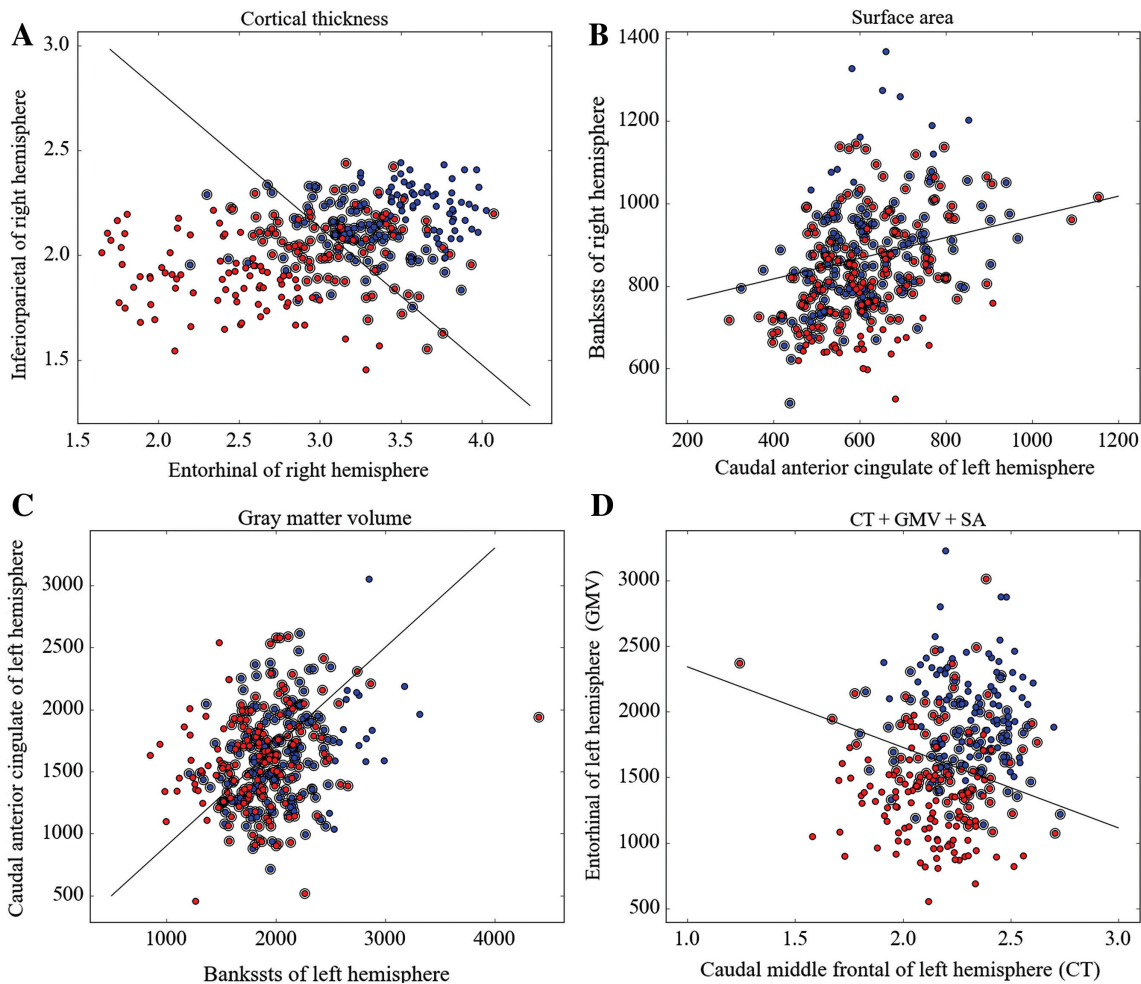 A
Cortical thickness
Inferiorparietal of right hemisphere
3.0
2.5
2.0
1.5
1.5 2.0 2.5 3.0 3.5 4.0
Entorhinal of right hemisphere
B
Surface area
Bankssts of right hemisphere
1400
1200
1000
800
600
200 400 600 800 1000 1200
Caudal anterior cingulate of left hemisphere
C
Gray matter volume
Caudal anterior cingulate of left hemisphere
3000
2500
2000
1500
1000
500
1000 2000 3000 4000
Bankssts of left hemisphere
D
CT + GMV + SA
Entorhinal of left hemisphere (GMV)
3000
2500
2000
1500
1000
500
1.0 1.5 2.0 2.5 3.0
Caudal middle frontal of left hemisphere (CT)